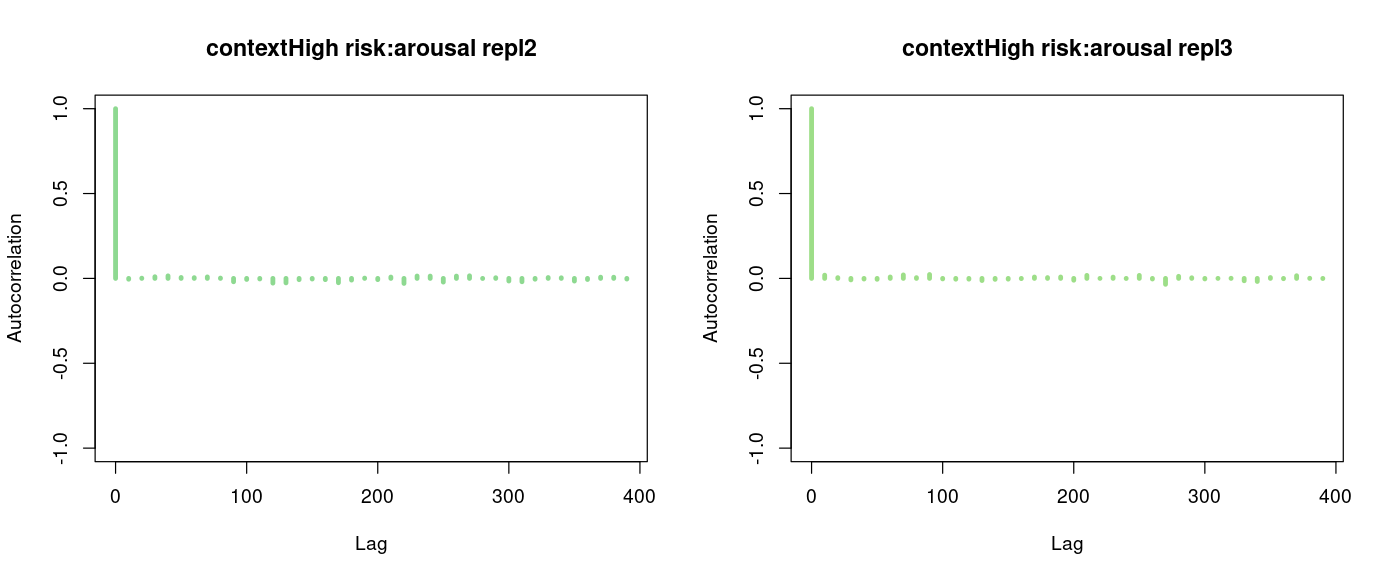 contextHigh risk:arousal repl2
1.0
0.5
0.0
-0.5
-1.0
Autocorrelation
0 100 200 300 400
Lag
contextHigh risk:arousal repl3
1.0
0.5
0.0
-0.5
-1.0
Autocorrelation
0 100 200 300 400
Lag